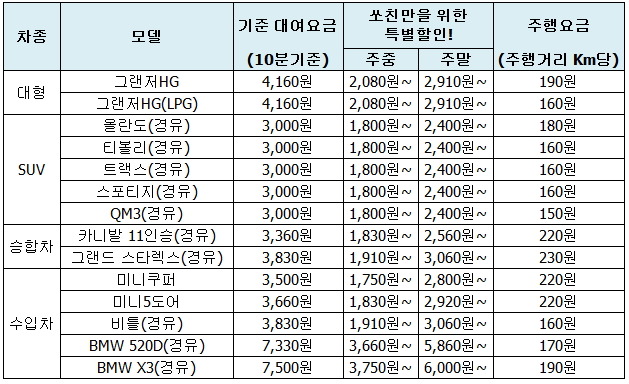 차종 모델 기준 대여요금 (10분기준) 쏘친만을 위한 특별할인! 주행요금 (주행거리 Km당)
주중 주말
대형 그랜저HG 4,160원 2,080원~ 2,910원~ 190원
그랜저HG(LPG) 4,160원 2,080원~ 2,910원~ 160원
SUV 올란도(경유) 3,000원 1,800원~ 2,400원~ 180원
티볼리(경유) 3,000원 1,800원~ 2,400원~ 160원
트랙스(경유) 3,000원 1,800원~ 2,400원~ 160원
스포티지(경유) 3,000원 1,800원~ 2,400원~ 160원
QM3(경유) 3,000원 1,800원~ 2,400원~ 150원
승합차 카니발 11인승(경유) 3,360원 1,830원~ 2,560원~ 220원
그랜드 스타렉스(경유) 3,830원 1,910원~ 3,060원~ 230원
수입차 미니쿠퍼 3,500원 1,750원~ 2,800원~ 220원
미니5도어 3,660원 1,830원~ 2,920원~ 220원
비틀(경유) 3,830원 1,910원~ 3,060원~ 160원
BMW 520D(경유) 7,330원 3,660원~ 5,860원~ 170원
BMW X3(경유) 7,500원 3,750원~ 6,000원~ 190원